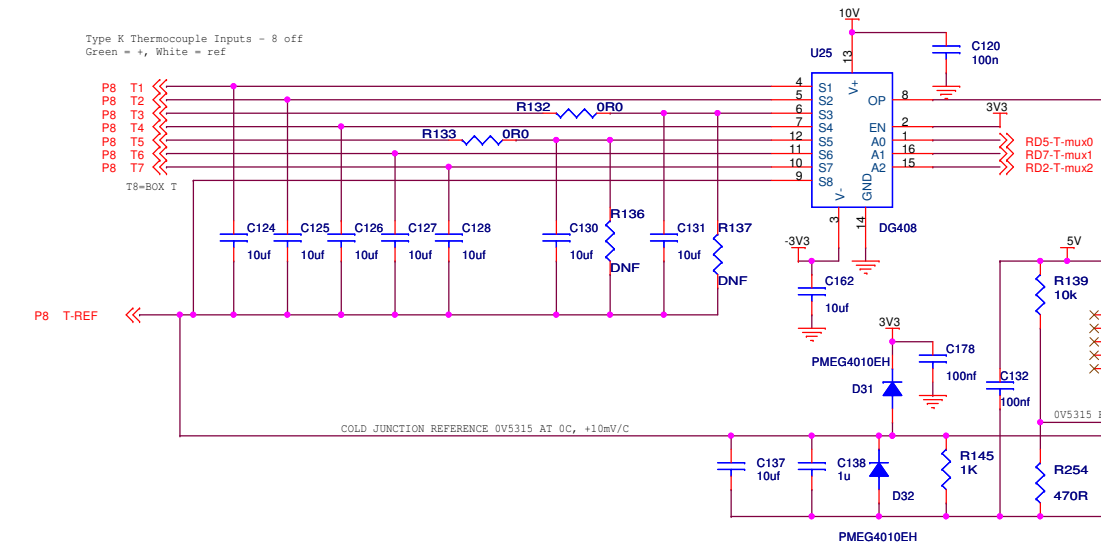 10V
Type K Thermocouple Inputs - 8 off
Green = +, White = ref
U25
13
C120
100n
P8 T1
4
S1
V+
P8 T2
5
S2
OP
8
P8 T3
R132
0R0
6
S3
3V3
P8 T4
7
S4
EN
2
P8 T5
R133
0R0
12
S5
A0
1
RD5-T-mux0
P8 T6
11
S6
A1
16
RD7-T-mux1
P8 T7
10
S7
A2
15
RD2-T-mux2
T8=BOX T
9
S8
V-
GND
3
14
DG408
R136
C124
C125
C126
C127
C128
C130
C131
R137
10uf
10uf
10uf
10uf
10uf
10uf
DNF
10uf
DNF
-3V3
5V
C162
10uf
R139
10k
P8 T-REF
3V3
C178
100nf
PMEG4010EH
D31
C132
100nf
0V5315
COLD JUNCTION REFERENCE 0V5315 AT 0C, +10mV/C
C137
10uf
C138
1u
D32
R145
1K
R254
470R
PMEG4010EH